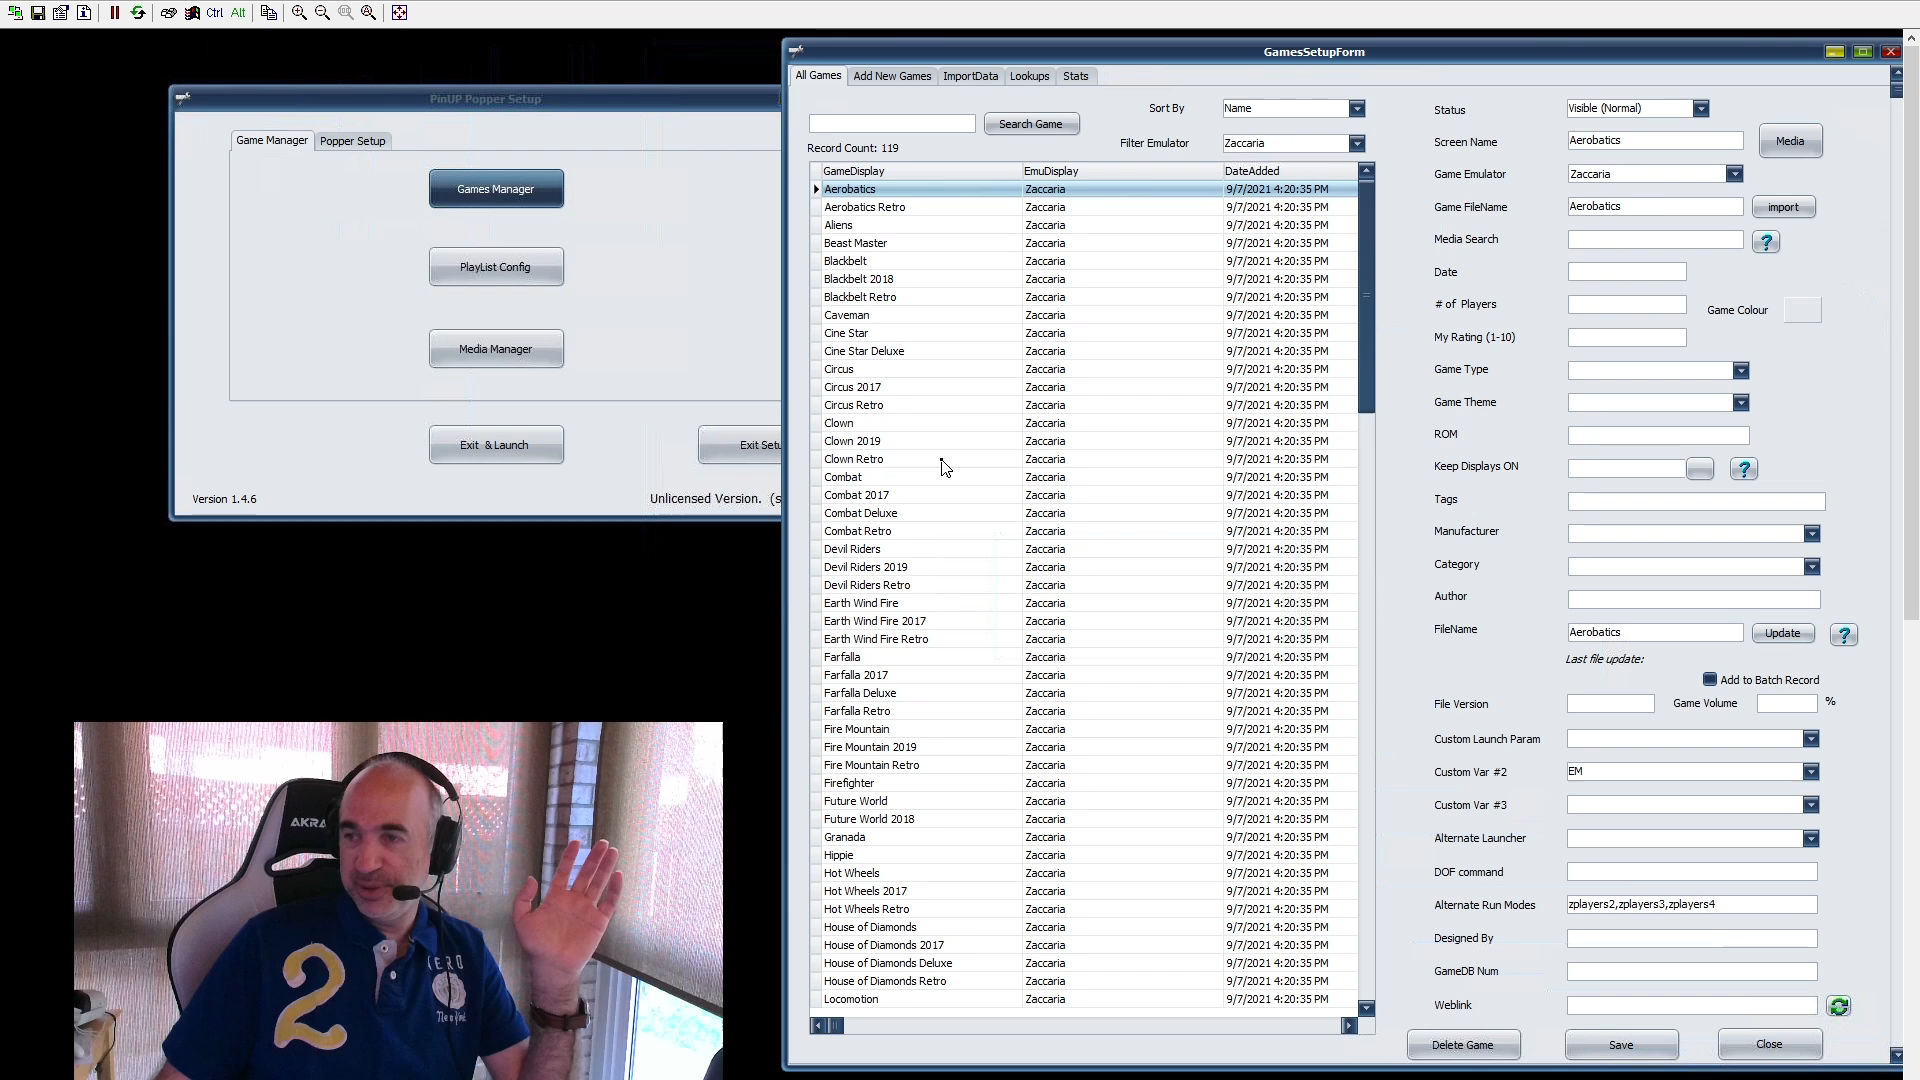 Ctrl Alt
PinUP Popper Setup
Game Manager
Popper Setup
Games Manager
PlayList Config
Media Manager
Exit & Launch
Exit Setu
Version 1.4.6
Unlicensed Version. (s
GamesSetupForm
All Games
Add New Games
ImportData
Lookups
Stats
Search Game
Record Count: 119
Sort By
Name
Filter Emulator
Zaccaria
GameDisplay EmuDisplay DateAdded
Aerobatics Zaccaria 9/7/2021 4:20:35 PM
Aerobatics Retro Zaccaria 9/7/2021 4:20:35 PM
Aliens Zaccaria 9/7/2021 4:20:35 PM
Beast Master Zaccaria 9/7/2021 4:20:35 PM
Blackbelt Zaccaria 9/7/2021 4:20:35 PM
Blackbelt 2018 Zaccaria 9/7/2021 4:20:35 PM
Blackbelt Retro Zaccaria 9/7/2021 4:20:35 PM
Caveman Zaccaria 9/7/2021 4:20:35 PM
Cine Star Zaccaria 9/7/2021 4:20:35 PM
Cine Star Deluxe Zaccaria 9/7/2021 4:20:35 PM
Circus Zaccaria 9/7/2021 4:20:35 PM
Circus 2017 Zaccaria 9/7/2021 4:20:35 PM
Circus Retro Zaccaria 9/7/2021 4:20:35 PM
Clown Zaccaria 9/7/2021 4:20:35 PM
Clown 2019 Zaccaria 9/7/2021 4:20:35 PM
Clown Retro Zaccaria 9/7/2021 4:20:35 PM
Combat Zaccaria 9/7/2021 4:20:35 PM
Combat 2017 Zaccaria 9/7/2021 4:20:35 PM
Combat Deluxe Zaccaria 9/7/2021 4:20:35 PM
Combat Retro Zaccaria 9/7/2021 4:20:35 PM
Devil Riders Zaccaria 9/7/2021 4:20:35 PM
Devil Riders 2019 Zaccaria 9/7/2021 4:20:35 PM
Devil Riders Retro Zaccaria 9/7/2021 4:20:35 PM
Earth Wind Fire Zaccaria 9/7/2021 4:20:35 PM
Earth Wind Fire 2017 Zaccaria 9/7/2021 4:20:35 PM
Earth Wind Fire Retro Zaccaria 9/7/2021 4:20:35 PM
Farfalla Zaccaria 9/7/2021 4:20:35 PM
Farfalla 2017 Zaccaria 9/7/2021 4:20:35 PM
Farfalla Deluxe Zaccaria 9/7/2021 4:20:35 PM
Farfalla Retro Zaccaria 9/7/2021 4:20:35 PM
Fire Mountain Zaccaria 9/7/2021 4:20:35 PM
Fire Mountain 2019 Zaccaria 9/7/2021 4:20:35 PM
Fire Mountain Retro Zaccaria 9/7/2021 4:20:35 PM
Firefighter Zaccaria 9/7/2021 4:20:35 PM
Future World Zaccaria 9/7/2021 4:20:35 PM
Future World 2018 Zaccaria 9/7/2021 4:20:35 PM
Granada Zaccaria 9/7/2021 4:20:35 PM
Hippie Zaccaria 9/7/2021 4:20:35 PM
Hot Wheels Zaccaria 9/7/2021 4:20:35 PM
Hot Wheels 2017 Zaccaria 9/7/2021 4:20:35 PM
Hot Wheels Retro Zaccaria 9/7/2021 4:20:35 PM
House of Diamonds Zaccaria 9/7/2021 4:20:35 PM
House of Diamonds 2017 Zaccaria 9/7/2021 4:20:35 PM
House of Diamonds Deluxe Zaccaria 9/7/2021 4:20:35 PM
House of Diamonds Retro Zaccaria 9/7/2021 4:20:35 PM
Locomotion Zaccaria 9/7/2021 4:20:35 PM
Status Visible (Normal)
Screen Name Aerobatics Media
Game Emulator Zaccaria
Game FileName Aerobatics import
Media Search ?
Date
# of Players Game Colour
My Rating (1-10)
Game Type
Game Theme
ROM
Keep Displays ON ?
Tags
Manufacturer
Category
Author
FileName Aerobatics Update ?
Last file update:
Add to Batch Record
File Version Game Volume %
Custom Launch Param
Custom Var #2 EM
Custom Var #3
Alternate Launcher
DOF command
Alternate Run Modes zplayers2,zplayers3,zplayers4
Designed By
GameDB Num
Weblink
Delete Game Save Close
AKRA
2